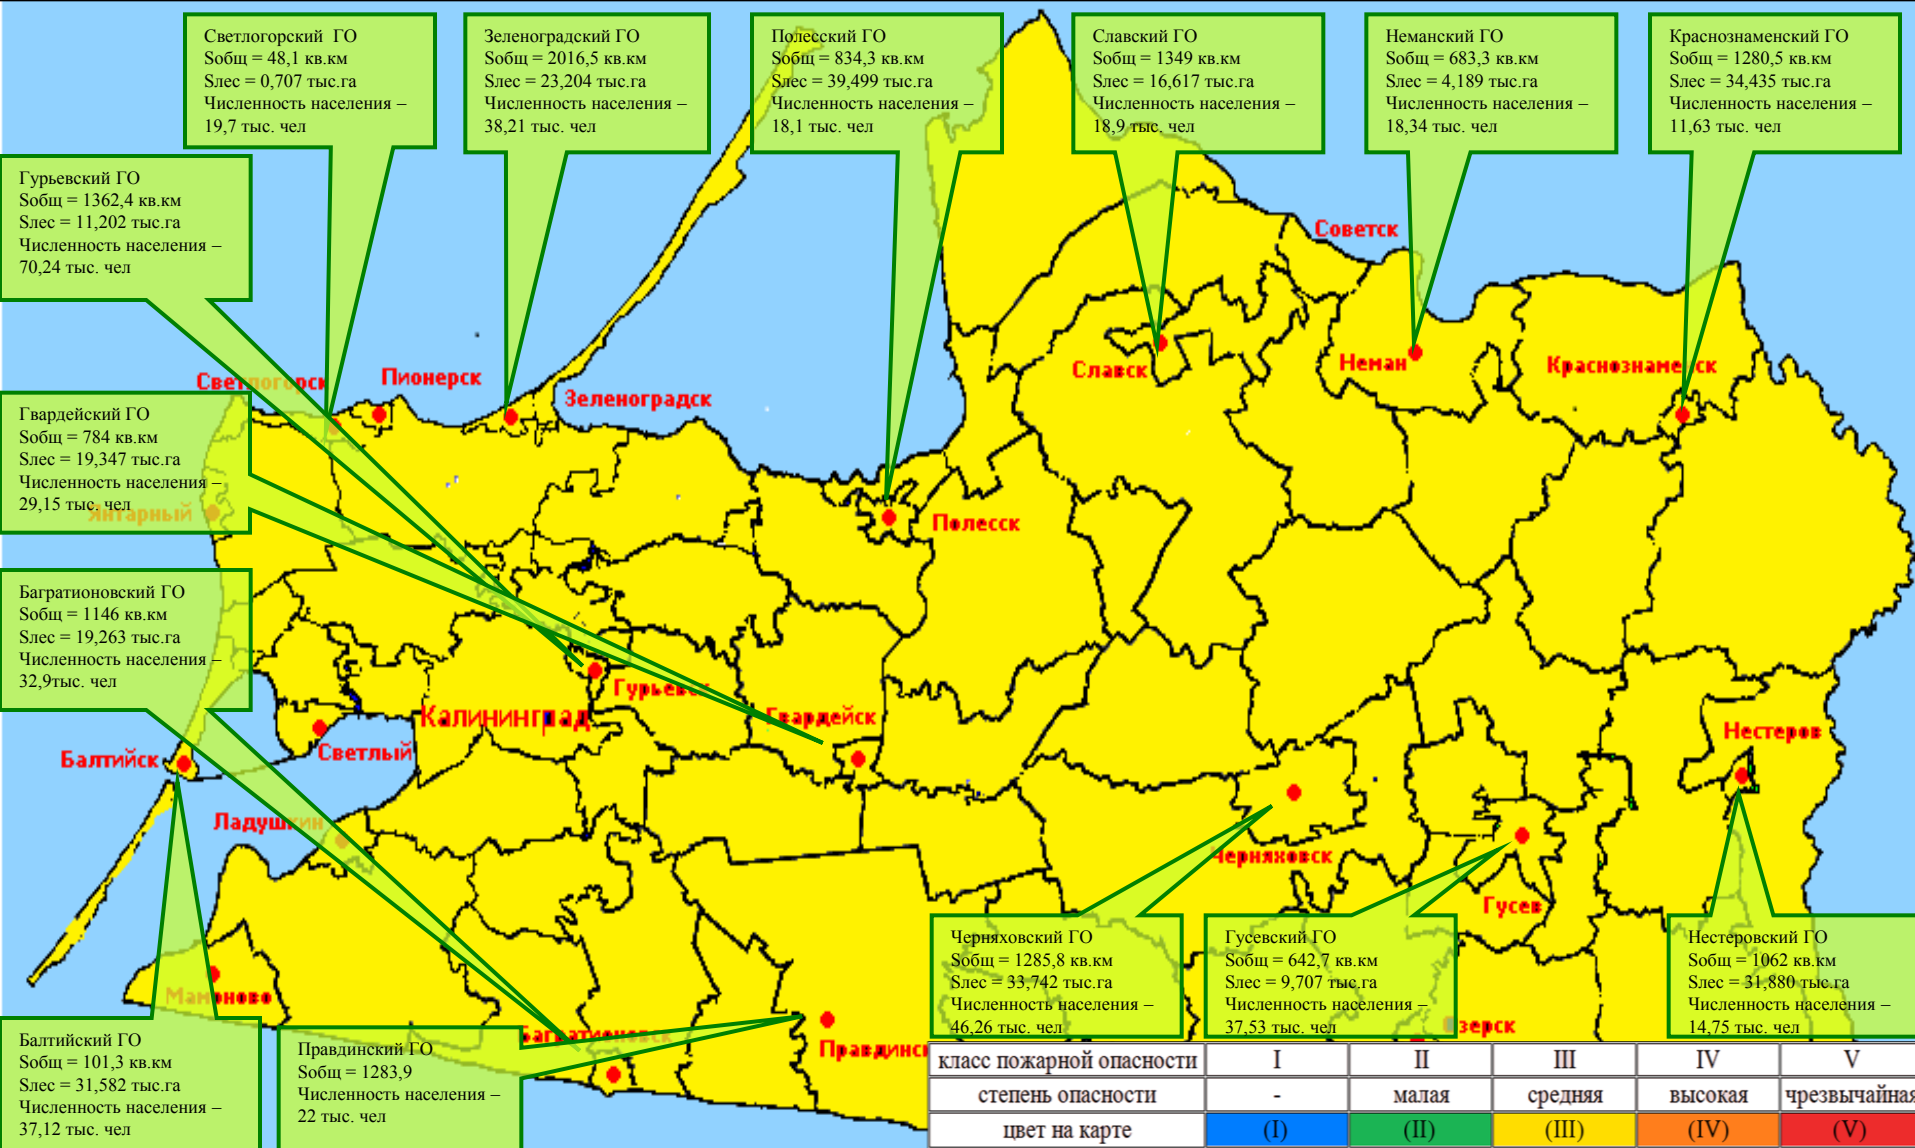 Светлогорский ГО
Sобщ = 48,1 кв.км
Sлес = 0,707 тыс.га
Численность населения –
19,7 тыс. чел
Зеленоградский ГО
Sобщ = 2016,5 кв.км
Sлес = 23,204 тыс.га
Численность населения –
38,21 тыс. чел
Полесский ГО
Sобщ = 834,3 кв.км
Sлес = 39,499 тыс.га
Численность населения –
18,1 тыс. чел
Славский ГО
Sобщ = 1349 кв.км
Sлес = 16,617 тыс.га
Численность населения –
18,9 тыс. чел
Неманский ГО
Sобщ = 683,3 кв.км
Sлес = 4,189 тыс.га
Численность населения –
18,34 тыс. чел
Краснознаменский ГО
Sобщ = 1280,5 кв.км
Sлес = 34,435 тыс.га
Численность населения –
11,63 тыс. чел
Гурьевский ГО
Sобщ = 1362,4 кв.км
Sлес = 11,202 тыс.га
Численность населения –
70,24 тыс. чел
Советск
Светлогорск
Пионерск
Зеленоградск
Славск
Неман
Краснознаменск
Гвардейский ГО
Sобщ = 784 кв.км
Sлес = 19,347 тыс.га
Численность населения –
29,15 тыс. чел
Янтарный
Полесск
Багратионовский ГО
Sобщ = 1146 кв.км
Sлес = 19,263 тыс.га
Численность населения –
32,9тыс. чел
Гурьевск
Калининград
Гвардейск
Нестеров
Балтийск
Светлый
Ладушкин
Черняховск
Гусев
Мамоново
Багратионовск
Правдинск
Озерск
Черняховский ГО
Sобщ = 1285,8 кв.км
Sлес = 33,742 тыс.га
Численность населения –
46,26 тыс. чел
Гусевский ГО
Sобщ = 642,7 кв.км
Sлес = 9,707 тыс.га
Численность населения –
37,53 тыс. чел
Нестеровский ГО
Sобщ = 1062 кв.км
Sлес = 31,880 тыс.га
Численность населения –
14,75 тыс. чел
Балтийский ГО
Sобщ = 101,3 кв.км
Sлес = 31,582 тыс.га
Численность населения –
37,12 тыс. чел
Правдинский ГО
Sобщ = 1283,9
Численность населения –
22 тыс. чел
класс пожарной опасности I II III IV V
степень опасности - малая средняя высокая чрезвычайная
цвет на карте (I) (II) (III) (IV) (V)